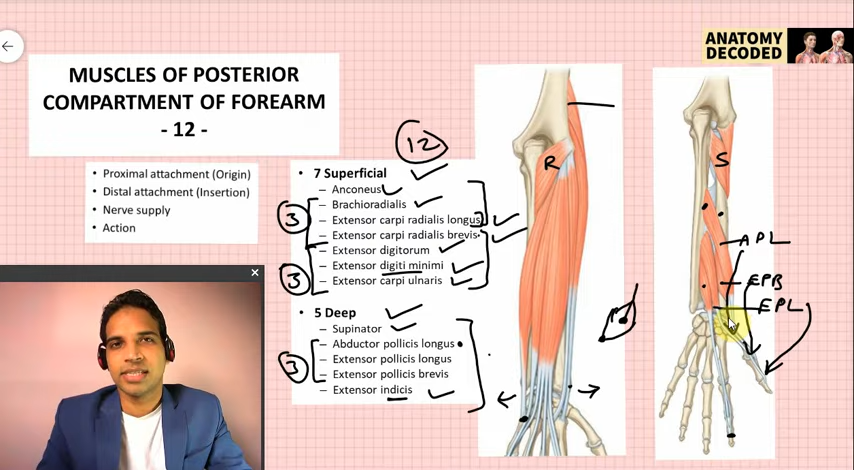 ANATOMY
DECODED
MUSCLES OF POSTERIOR
COMPARTMENT OF FOREARM
- 12 -
• Proximal attachment (Origin)
• Distal attachment (Insertion)
• Nerve supply
• Action
12
• 7 Superficial
– Anconeus
– Brachioradialis
– Extensor carpi radialis longus
– Extensor carpi radialis brevis
– Extensor digitorum
– Extensor digiti minimi
– Extensor carpi ulnaris
3
3
• 5 Deep
– Supinator
– Abductor pollicis longus
– Extensor pollicis longus
– Extensor pollicis brevis
– Extensor indicis
3
R
S
APL
EPB
EPL